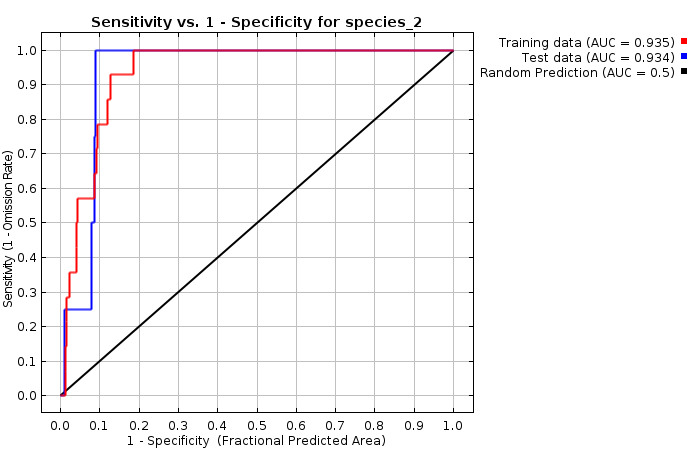 Sensitivity vs. 1 - Specificity for species_2
Training data (AUC = 0.935)
Test data (AUC = 0.934)
Random Prediction (AUC = 0.5)
Sensitivity (1 - Omission Rate)
1.0
0.9
0.8
0.7
0.6
0.5
0.4
0.3
0.2
0.1
0.0
0.0 0.1 0.2 0.3 0.4 0.5 0.6 0.7 0.8 0.9 1.0
1 - Specificity (Fractional Predicted Area)